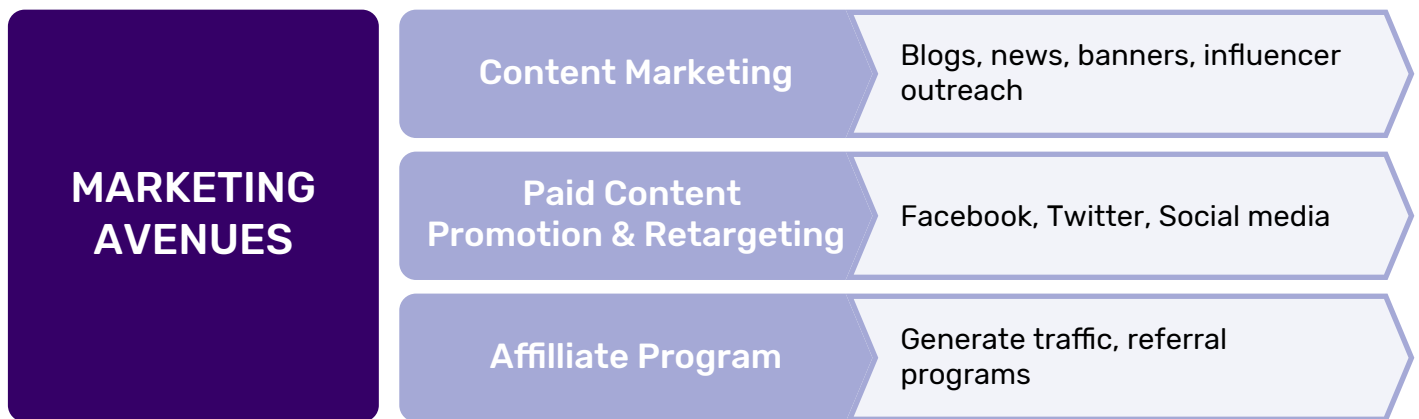 MARKETING
AVENUES
Content Marketing
Blogs, news, banners, influencer
outreach
Paid Content
Promotion & Retargeting
Facebook, Twitter, Social media
Affilliate Program
Generate traffic, referral
programs